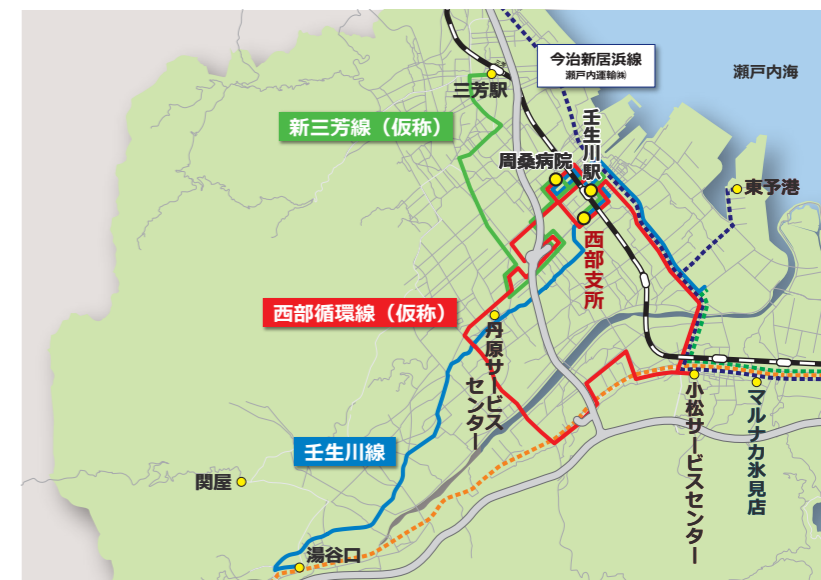 今治新居浜線
瀬戸内運輸㈱
瀬戸内海
三芳駅
新三芳線（仮称）
壬生川駅
周桑病院
東予港
西部支所
西部循環線（仮称）
丹原サービス
センター
小松サービスセンター
マルナカ氷見店
壬生川線
関屋
湯谷口